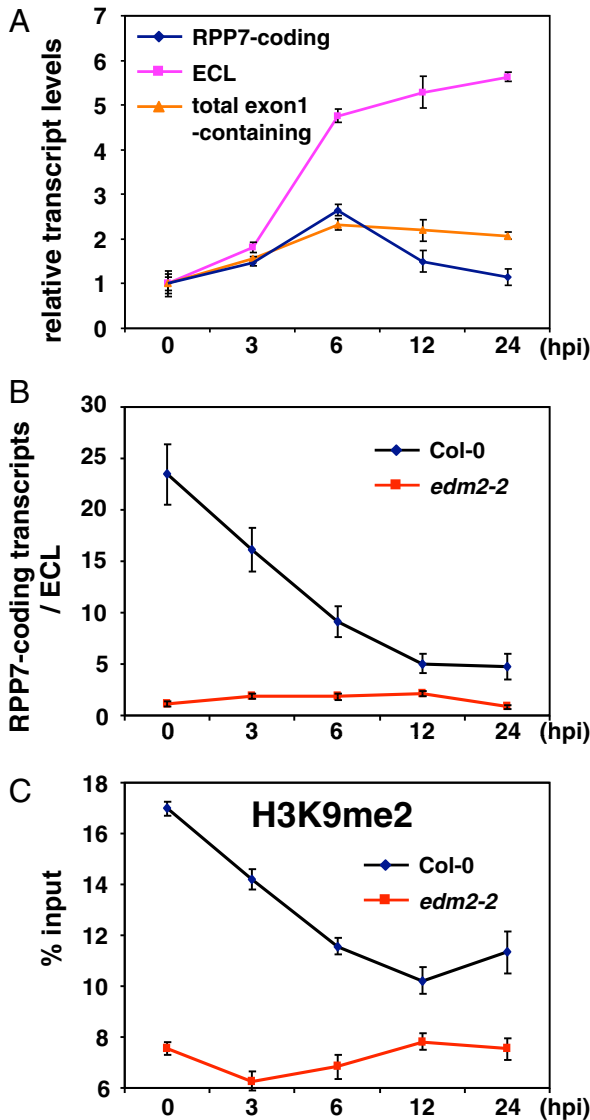 A
relative transcript levels
7
6
5
4
3
2
1
0
RPP7-coding
ECL
total exon1
-containing
0 3 6 12 24 (hpi)
B
RPP7-coding transcripts
/ ECL
30
25
20
15
10
5
0
Col-0
edm2-2
0 3 6 12 24 (hpi)
C
% input
18
16
14
12
10
8
6
H3K9me2
Col-0
edm2-2
0 3 6 12 24 (hpi)